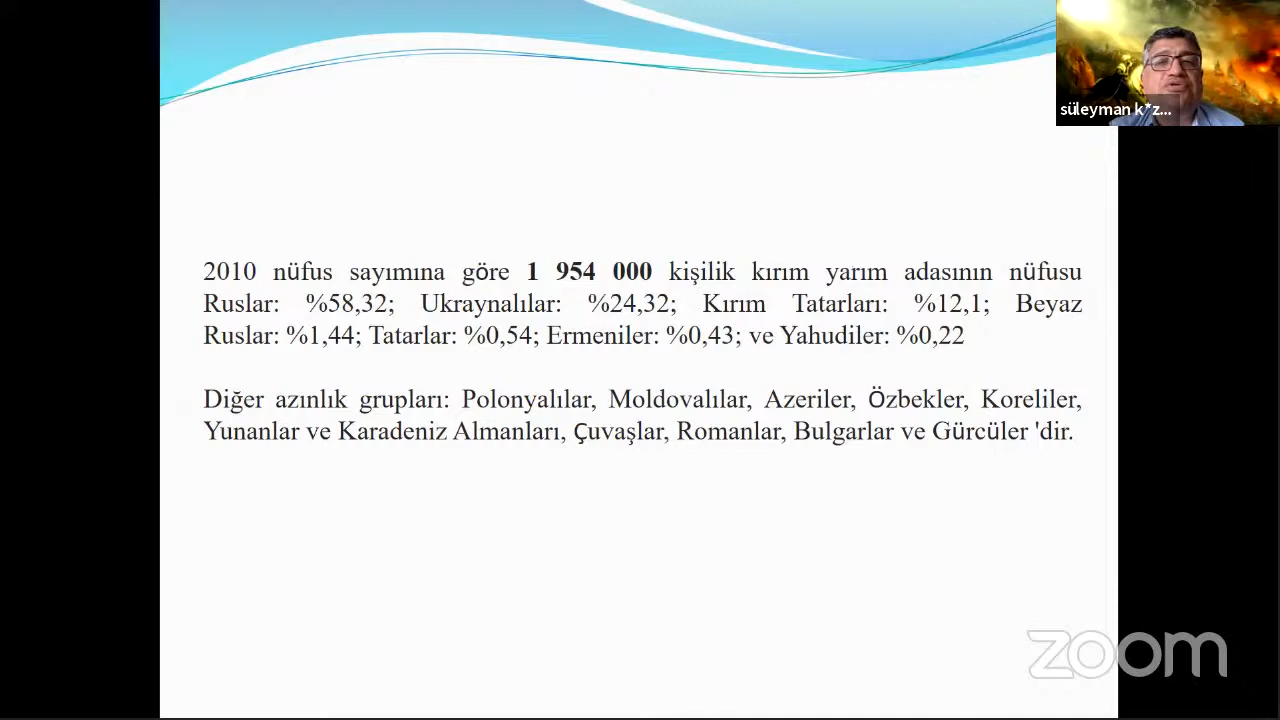 süleyman k*z...
2010 nüfus sayımına göre 1 954 000 kişilik kırım yarım adasının nüfusu
Ruslar: %58,32; Ukraynalılar: %24,32; Kırım Tatarları: %12,1; Beyaz
Ruslar: %1,44; Tatarlar: %0,54; Ermeniler: %0,43; ve Yahudiler: %0,22
Diğer azınlık grupları: Polonyalılar, Moldovalılar, Azeriler, Özbekler, Koreliler,
Yunanlar ve Karadeniz Almanları, Çuvaşlar, Romanlar, Bulgarlar ve Gürcüler 'dir.
zoom